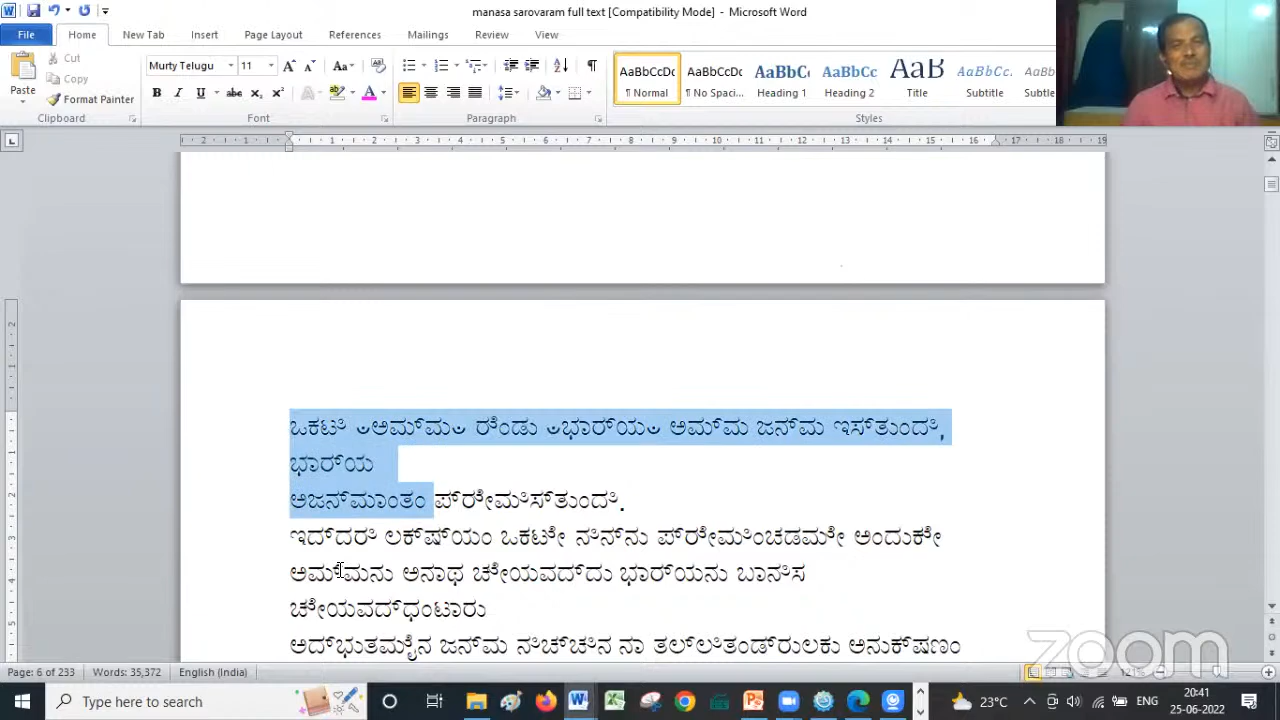 manasa sarovaram full text [Compatibility Mode] - Microsoft Word
File Home New Tab Insert Page Layout References Mailings Review View
Cut
Copy
Format Painter
Paste
Murty Telugu 11
AaBbCcDc AaBbCcDc AaBbC AaBbCc AaB AaBbCc.
Normal No Spaci... Heading 1 Heading 2 Title Subtitle Subtle
Clipboard Font Paragraph Styles
ಒಕಟಿ ఆಅಮ್‌ಮ ರೆಂಡು ಭಾರ್‌ಯ ಅಮ್‌ಮ ಜನ್‌ಮ ಇಸ್‌ತುಂದಿ,
ಭಾರ್‌ಯ
ಅಜನ್‌ಮಾಂತಂ ಪ್‌ರೇಮಿಸ್‌ತುಂದಿ.
ಇದ್‌ದರಿ ಲಕ್‌ಷ್‌ಯಂ ಒಕಟೇ ನಿನ್‌ನು ಪ್‌ರೇಮಿಂಚಡಮೇ ಅಂದುಕೇ
ಅಮ್‌ಮನು ಅನಾಥ ಚೇಯವದ್‌ದು ಭಾರ್‌ಯನು ಬಾನಿಸ
ಚೇಯವದ್‌ಧಂಟಾರು
ಅದ್‌ಭುತಮೈನ ಜನ್‌ಮ ನಿಚ್‌ಚಿನ ನಾ ತಲ್‌ಲಿತಂಡ್‌ರುಲಕು ಅನುಕ್‌ಷಣಂ
zoom
Page: 6 of 233 Words: 35,372 English (India) 121%
Type here to search
23°C ENG 20:41
25-06-2022